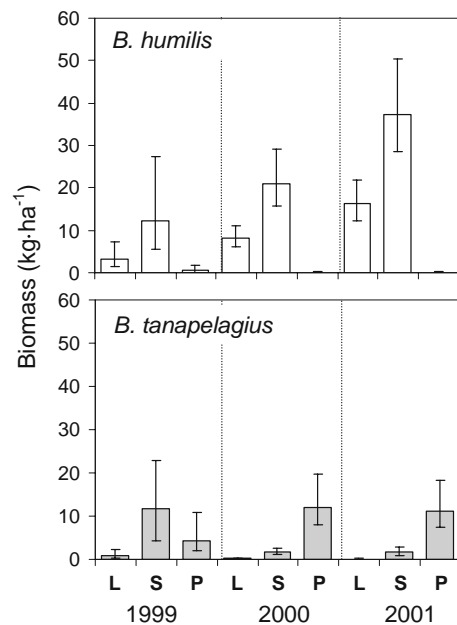 60
B. humilis
50
40
30
20
10
0
Biomass (kg·ha⁻¹)
60
B. tanapelagius
50
40
30
20
10
0
L S P L S P L S P
1999 2000 2001